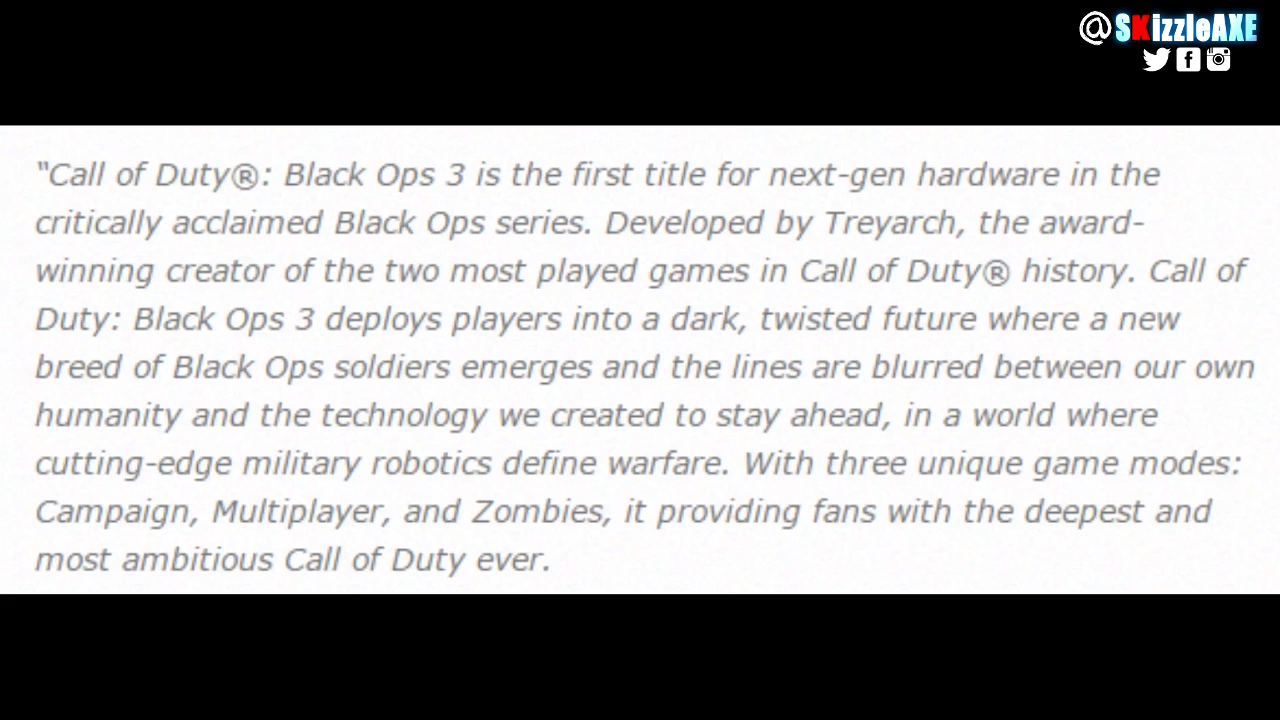 @SKizzleAXE
"Call of Duty®: Black Ops 3 is the first title for next-gen hardware in the
critically acclaimed Black Ops series. Developed by Treyarch, the award-
winning creator of the two most played games in Call of Duty® history. Call of
Duty: Black Ops 3 deploys players into a dark, twisted future where a new
breed of Black Ops soldiers emerges and the lines are blurred between our own
humanity and the technology we created to stay ahead, in a world where
cutting-edge military robotics define warfare. With three unique game modes:
Campaign, Multiplayer, and Zombies, it providing fans with the deepest and
most ambitious Call of Duty ever.